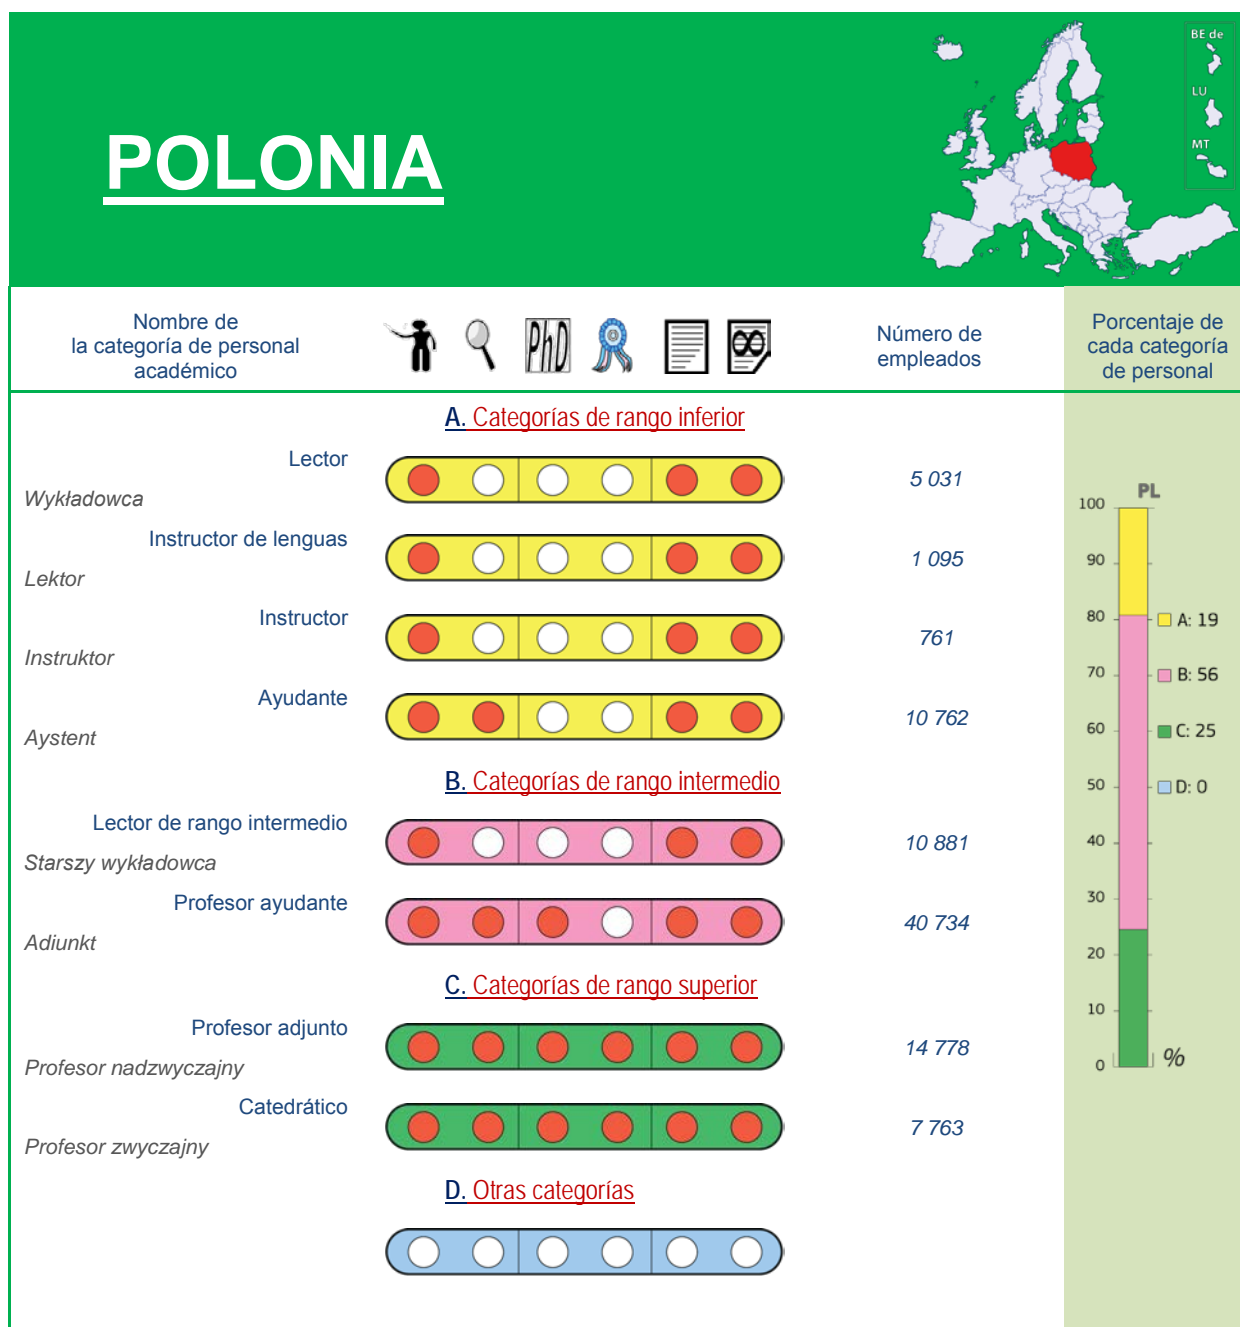 BE de
LU
MT
POLONIA
Nombre de
la categoría de personal
académico
PhD
∞
Número de
empleados
Porcentaje de
cada categoría
de personal
A. Categorías de rango inferior
Lector
Wykładowca
5 031
Instructor de lenguas
Lektor
1 095
Instructor
Instruktor
761
Ayudante
Aystent
10 762
B. Categorías de rango intermedio
Lector de rango intermedio
Starszy wykładowca
10 881
Profesor ayudante
Adiunkt
40 734
C. Categorías de rango superior
Profesor adjunto
Profesor nadzwyczajny
14 778
Catedrático
Profesor zwyczajny
7 763
D. Otras categorías
PL
100
90
80
70
60
50
40
30
20
10
0
%
A: 19
B: 56
C: 25
D: 0